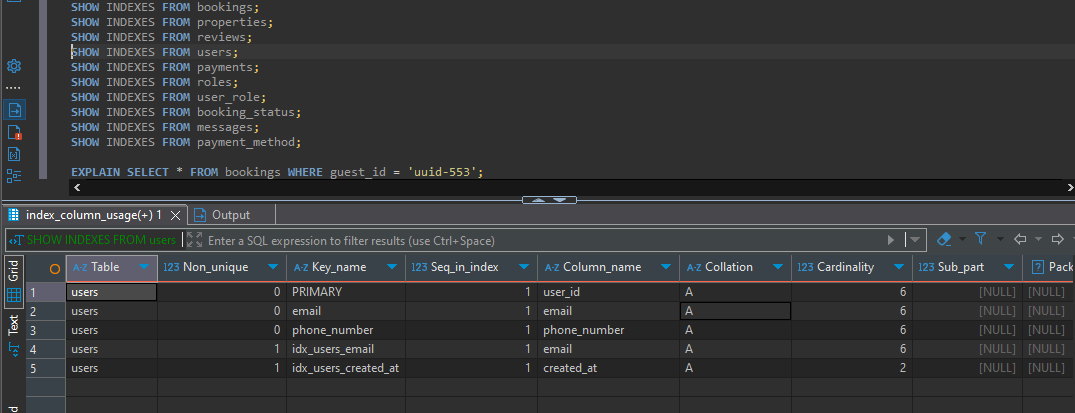 SHOW INDEXES FROM bookings;
SHOW INDEXES FROM properties;
SHOW INDEXES FROM reviews;
SHOW INDEXES FROM users;
SHOW INDEXES FROM payments;
SHOW INDEXES FROM roles;
SHOW INDEXES FROM user_role;
SHOW INDEXES FROM booking_status;
SHOW INDEXES FROM messages;
SHOW INDEXES FROM payment_method;
EXPLAIN SELECT * FROM bookings WHERE guest_id = 'uuid-553';
index_column_usage(+) 1 Output
SHOW INDEXES FROM users Enter a SQL expression to filter results (use Ctrl+Space)
Grid
Text
A-Z Table 123 Non_unique A-Z Key_name 123 Seq_in_index A-Z Column_name A-Z Collation 123 Cardinality 123 Sub_part Pack
1 users 0 PRIMARY 1 user_id A 6 [NULL] [NULL]
2 users 0 email 1 email A 6 [NULL] [NULL]
3 users 0 phone_number 1 phone_number A 6 [NULL] [NULL]
4 users 1 idx_users_email 1 email A 6 [NULL] [NULL]
5 users 1 idx_users_created_at 1 created_at A 2 [NULL] [NULL]